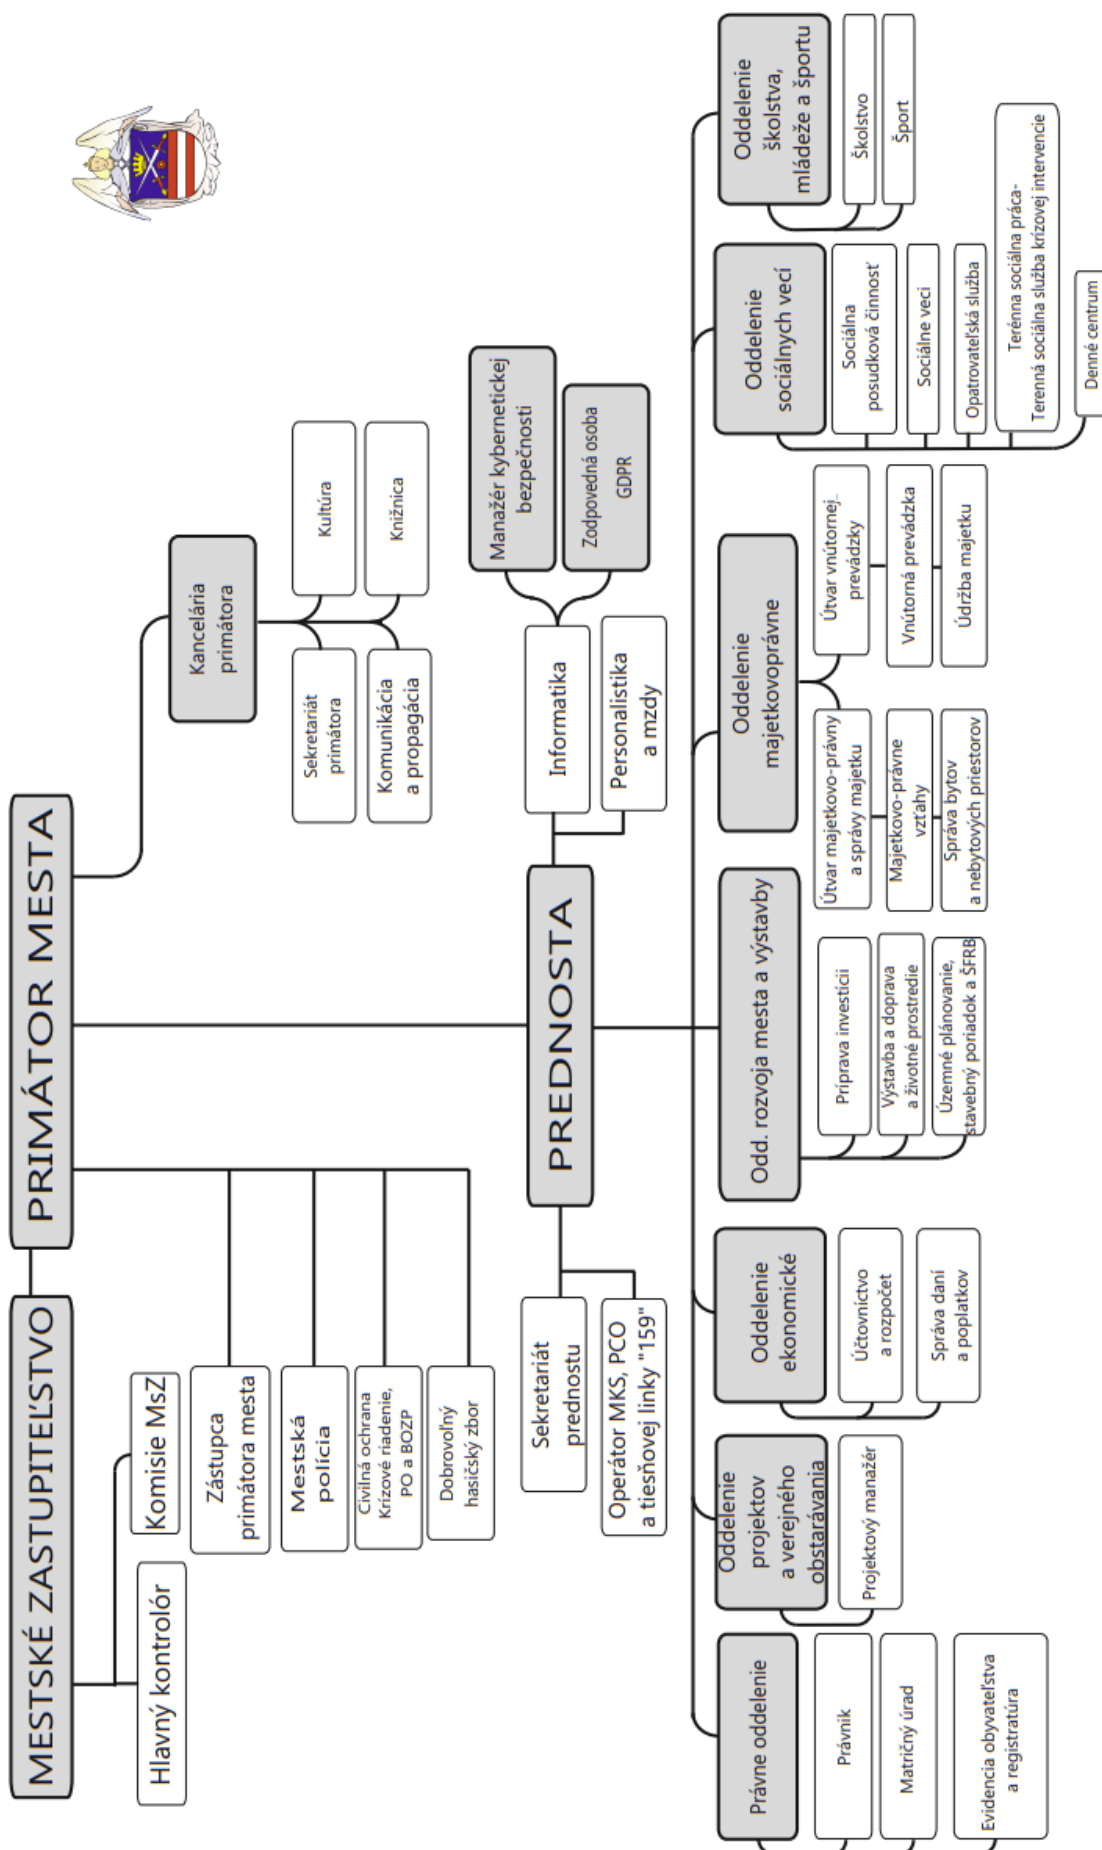 MESTSKÉ ZASTUPITEĽSTVO
PRIMÁTOR MESTA
Hlavný kontrolór
Komisie MsZ
Zástupca
primátora mesta
Mestská
polícia
Civilná ochrana
Krízové riadenie,
PO a BOZP
Dobrovoľný
hasičský zbor
Kancelária
primátora
Sekretariát
primátora
Kultúra
Komunikácia
a propagácia
Knižnica
PREDNOSTA
Sekretariát
prednostu
Operátor MKS, PCO
a tiesňovej linky "159"
Informatika
Personalistika
a mzdy
Manažér kybernetickej
bezpečnosti
Zodpovedná osoba
GDPR
Právne oddelenie
Právnik
Matričný úrad
Evidencia obyvateľstva
a registratúra
Oddelenie
projektov
a verejného
obstarávania
Projektový manažér
Oddelenie
ekonomické
Účtovníctvo
a rozpočet
Správa daní
a poplatkov
Odd. rozvoja mesta a výstavby
Príprava investícii
Výstavba a doprava
a životné prostredie
Územné plánovanie,
stavebný poriadok a ŠFRB
Oddelenie
majetkovoprávne
Útvar majetkovo-právny
a správy majetku
Majetkovo-právne
vzťahy
Správa bytov
a nebytových priestorov
Útvar vnútornej
prevádzky
Vnútorná prevádzka
Údržba majetku
Oddelenie
sociálnych vecí
Sociálna
posudková činnosť
Sociálne veci
Opatrovateľská služba
Terénna sociálna práca-
Terenná sociálna služba krízovej intervencie
Denné centrum
Oddelenie
školstva,
mládeže a športu
Školstvo
Šport